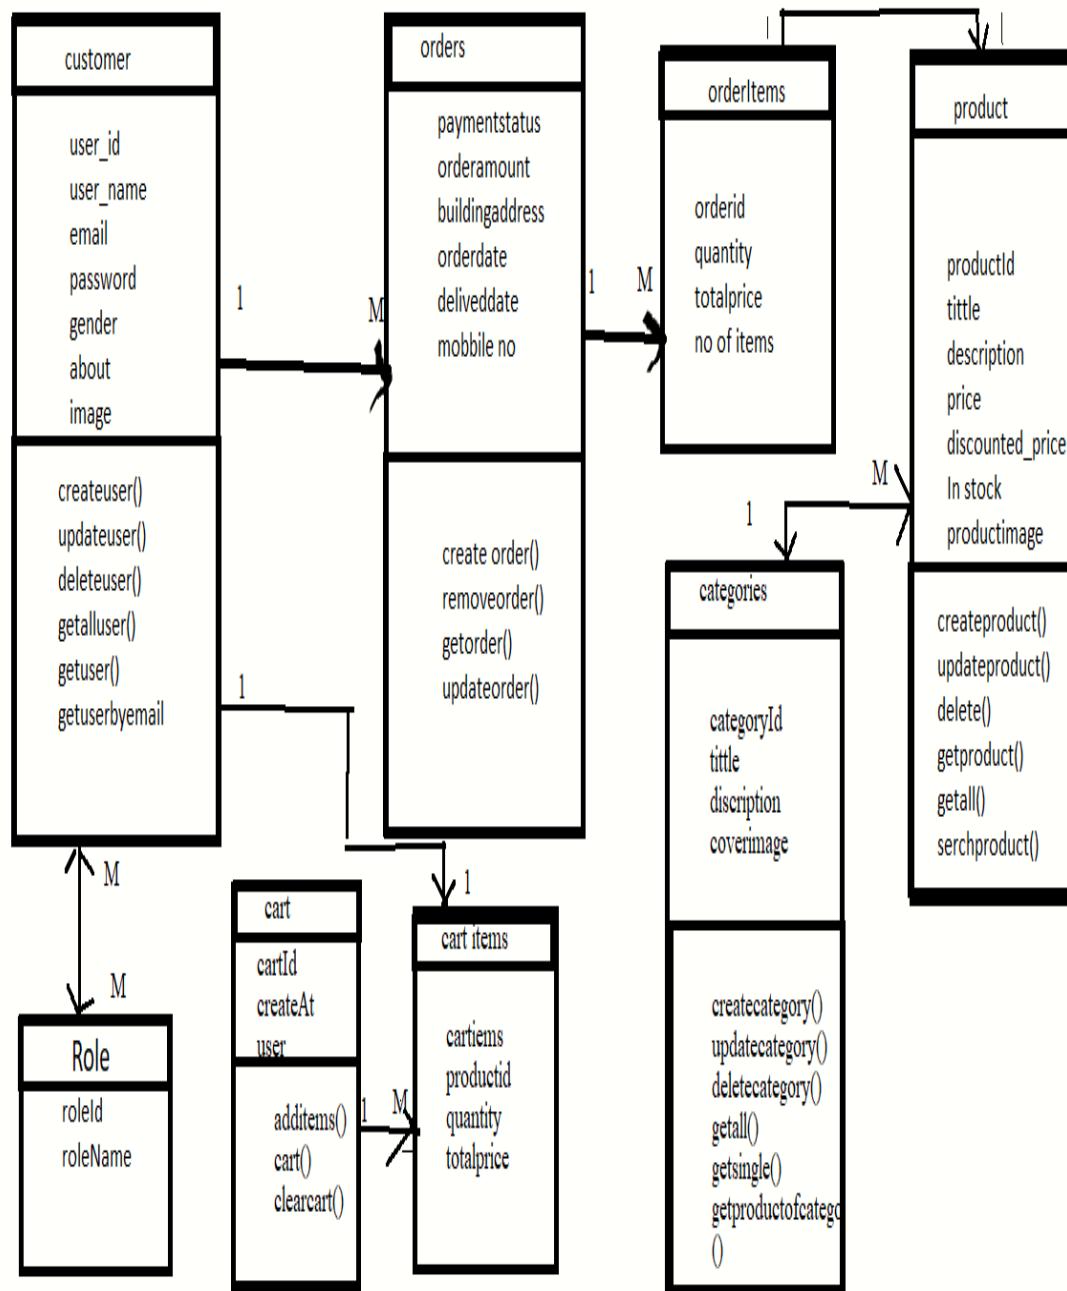 customer
user_id
user_name
email
password
gender
about
image
createuser()
updateuser()
deleteuser()
getalluser()
getuser()
getuserbyemail
1
M
orders
paymentstatus
orderamount
buildingaddress
orderdate
deliveddate
mobbile no
create order()
removeorder()
getorder()
updateorder()
1
M
orderItems
orderid
quantity
totalprice
no of items
|
|
product
productId
tittle
description
price
discounted_price
In stock
productimage
createproduct()
updateproduct()
delete()
getproduct()
getall()
serchproduct()
M
1
categories
categoryId
tittle
discription
coverimage
createcategory()
updatecategory()
deletecategory()
getall()
getsingle()
getproductofcatego
()
1
1
M
M
Role
roleId
roleName
cart
cartId
createAt
user
additems()
cart()
clearcart()
1
M
cart items
cartiems
productid
quantity
totalprice